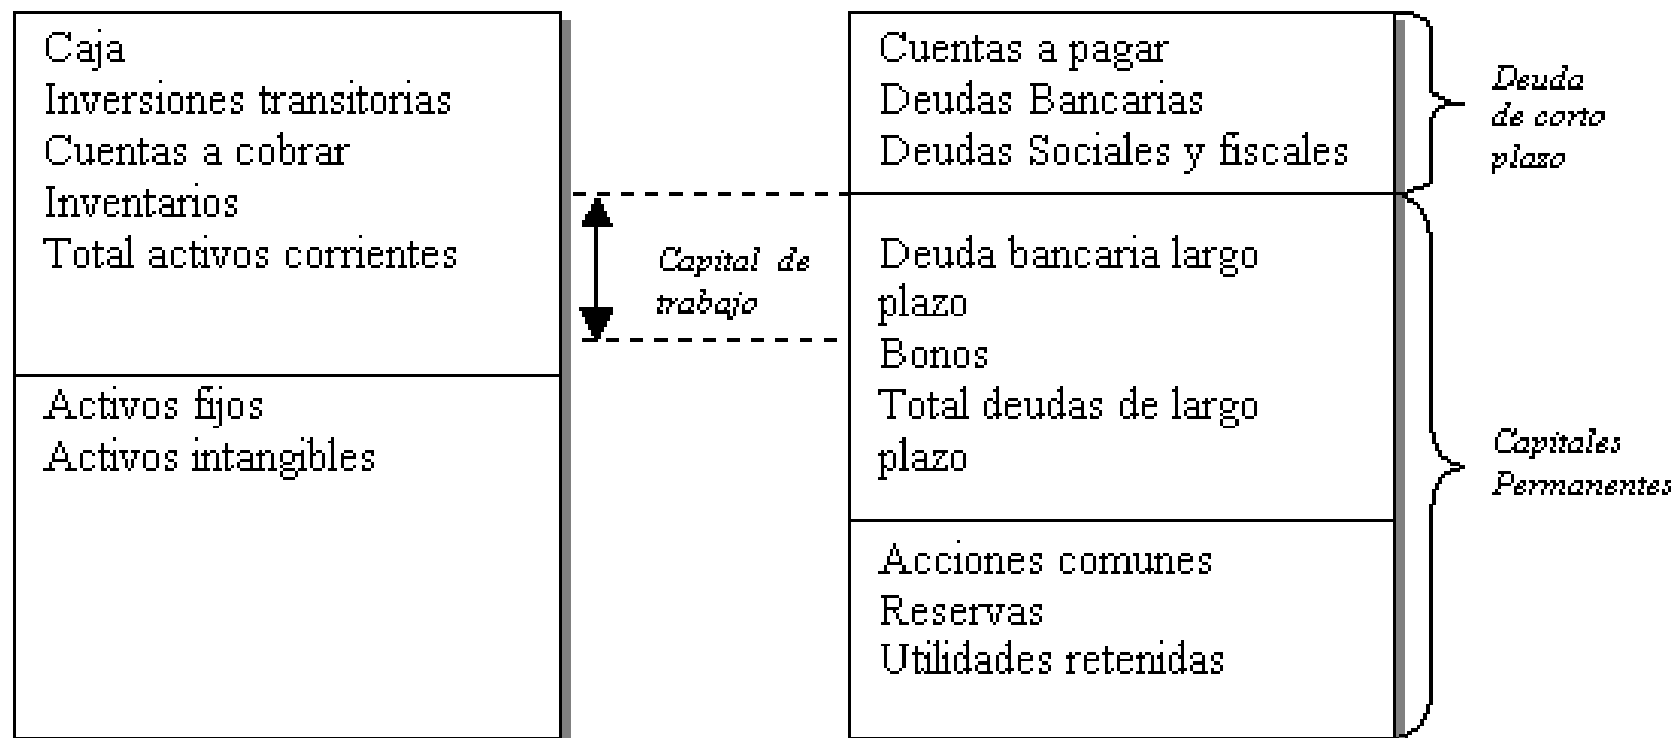 Caja
Inversiones transitorias
Cuentas a cobrar
Inventarios
Total activos corrientes
Activos fijos
Activos intangibles
Capital de
trabajo
Cuentas a pagar
Deudas Bancarias
Deudas Sociales y fiscales
Deuda bancaria largo
plazo
Bonos
Total deudas de largo
plazo
Acciones comunes
Reservas
Utilidades retenidas
Deuda
de corto
plazo
Capitales
Permanentes